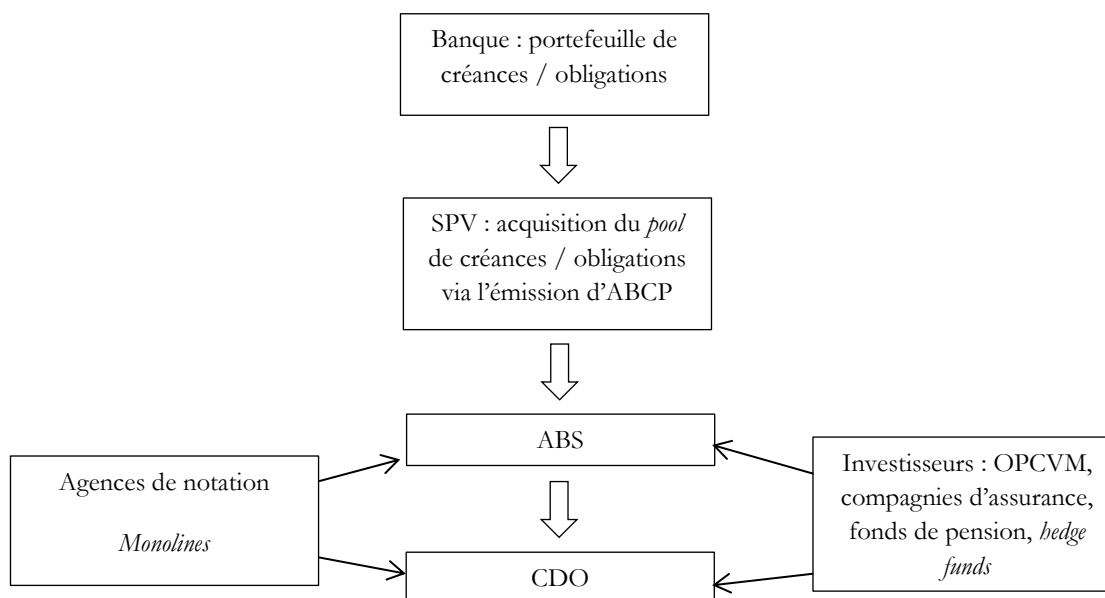 Banque : portefeuille de
créances / obligations
SPV : acquisition du pool
de créances / obligations
via l'émission d'ABCP
ABS
Agences de notation
Monolines
Investisseurs : OPCVM,
compagnies d'assurance,
fonds de pension, hedge
funds
CDO